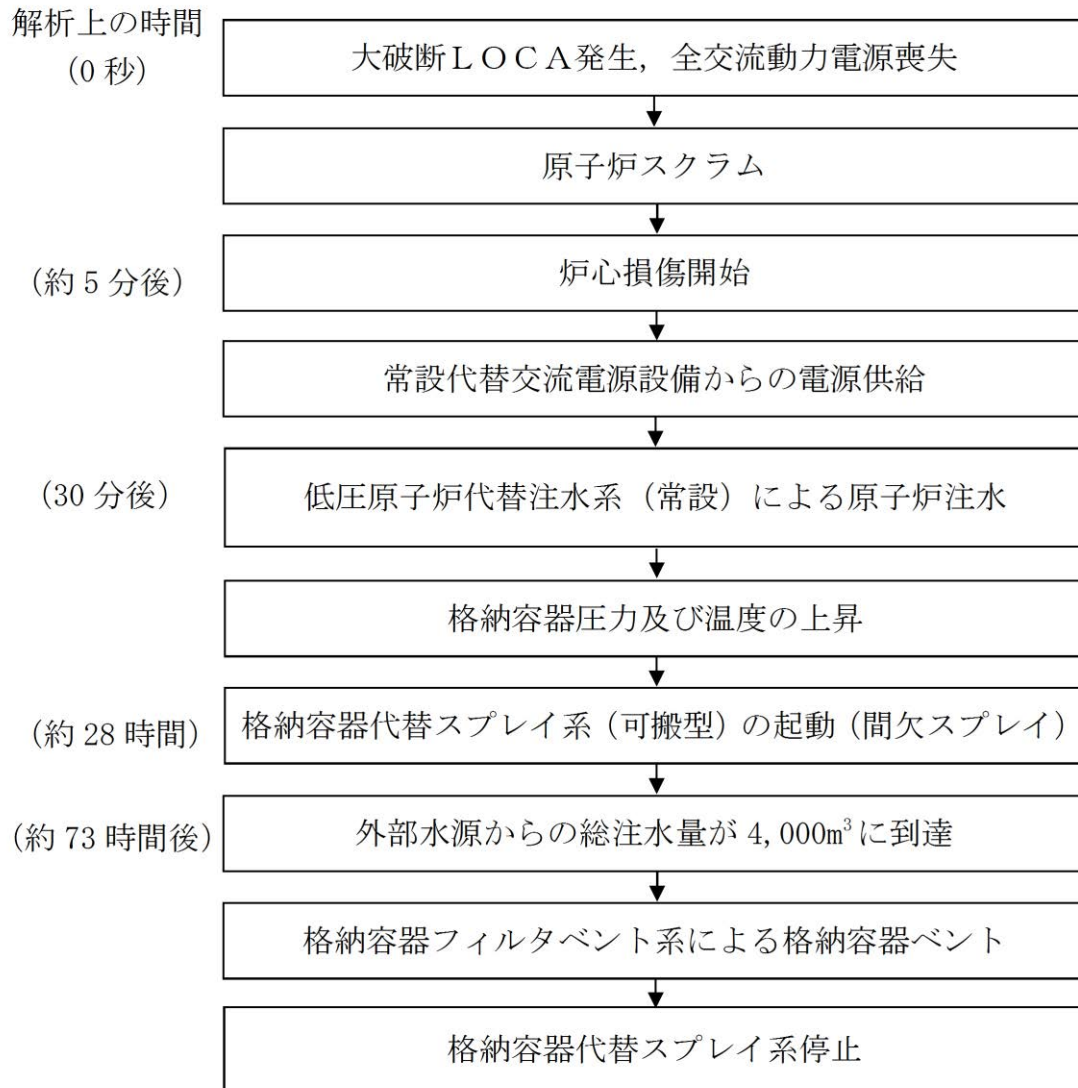 解析上の時間
(0 秒)
大破断ＬＯＣＡ発生，全交流動力電源喪失
原子炉スクラム
(約 5 分後)
炉心損傷開始
常設代替交流電源設備からの電源供給
(30 分後)
低圧原子炉代替注水系（常設）による原子炉注水
格納容器圧力及び温度の上昇
(約 28 時間)
格納容器代替スプレイ系（可搬型）の起動（間欠スプレイ）
(約 73 時間後)
外部水源からの総注水量が 4,000m³に到達
格納容器フィルタベント系による格納容器ベント
格納容器代替スプレイ系停止